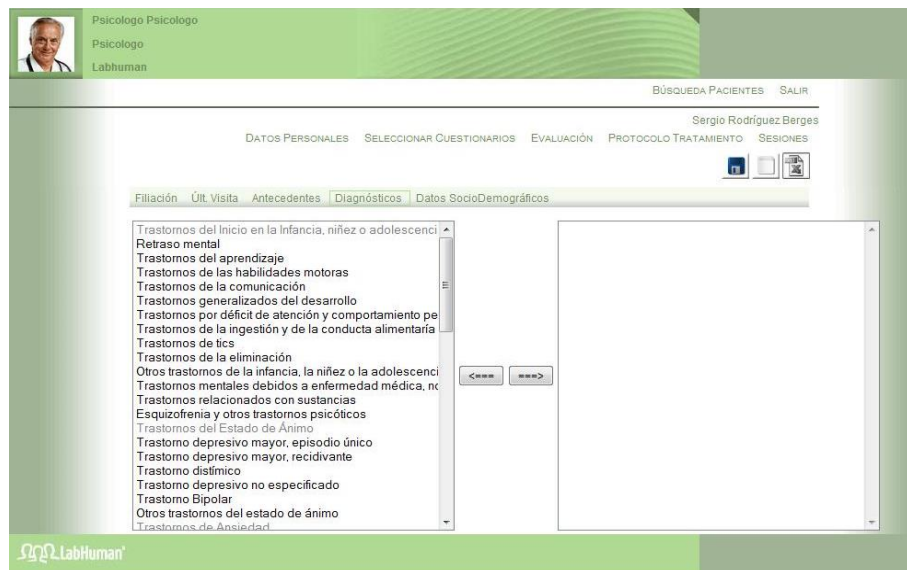 Psicologo Psicologo
Psicologo
Labhuman
BÚSQUEDA PACIENTES SALIR
Sergio Rodríguez Berges
DATOS PERSONALES SELECCIONAR CUESTIONARIOS EVALUACIÓN PROTOCOLO TRATAMIENTO SESIONES
Filiación Últ. Visita Antecedentes Diagnósticos Datos SocioDemográficos
Trastornos del Inicio en la Infancia, niñez o adolescenci
Retraso mental
Trastornos del aprendizaje
Trastornos de las habilidades motoras
Trastornos de la comunicación
Trastornos generalizados del desarrollo
Trastornos por déficit de atención y comportamiento pe
Trastornos de la ingestión y de la conducta alimentaría
Trastornos de tics
Trastornos de la eliminación
Otros trastornos de la infancia, la niñez o la adolescenci
<=== ===>
Trastornos mentales debidos a enfermedad médica, no
Trastornos relacionados con sustancias
Esquizofrenia y otros trastornos psicóticos
Trastornos del Estado de Ánimo
Trastorno depresivo mayor, episodio único
Trastorno depresivo mayor, recidivante
Trastorno distímico
Trastorno depresivo no especificado
Trastorno Bipolar
Otros trastornos del estado de ánimo
Trastornos de Ansiedad
LabHuman